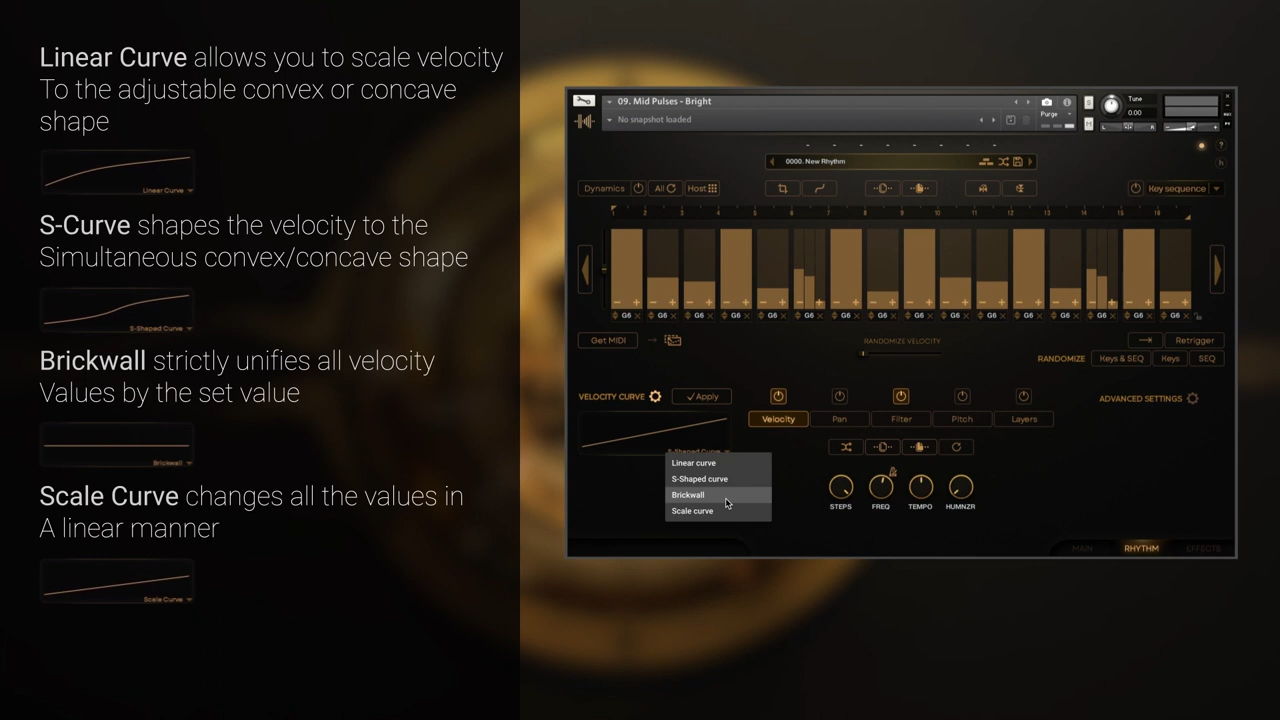 Linear Curve allows you to scale velocity
To the adjustable convex or concave
shape
Linear Curve
S-Curve shapes the velocity to the
Simultaneous convex/concave shape
S-Shaped Curve
Brickwall strictly unifies all velocity
Values by the set value
Brickwall
Scale Curve changes all the values in
A linear manner
Scale Curve
09. Mid Pulses - Bright
No snapshot loaded
Purge
S
M
Tune
0.00
L R
0000. New Rhythm
?
h
Dynamics All Host Key sequence
1 2 3 4 5 6 7 8 9 10 11 12 13 14 15 16
G6 G6 G6 G6 G6 G6 G6 G6 G6 G6 G6 G6 G6 G6 G6 G6
Get MIDI
RANDOMIZE VELOCITY
Retrigger
RANDOMIZE Keys & SEQ Keys SEQ
VELOCITY CURVE Apply
ADVANCED SETTINGS
Velocity Pan Filter Pitch Layers
S-Shaped Curve
Linear curve
S-Shaped curve
Brickwall
Scale curve
STEPS FREQ TEMPO HUMNZR
MAIN RHYTHM EFFECTS